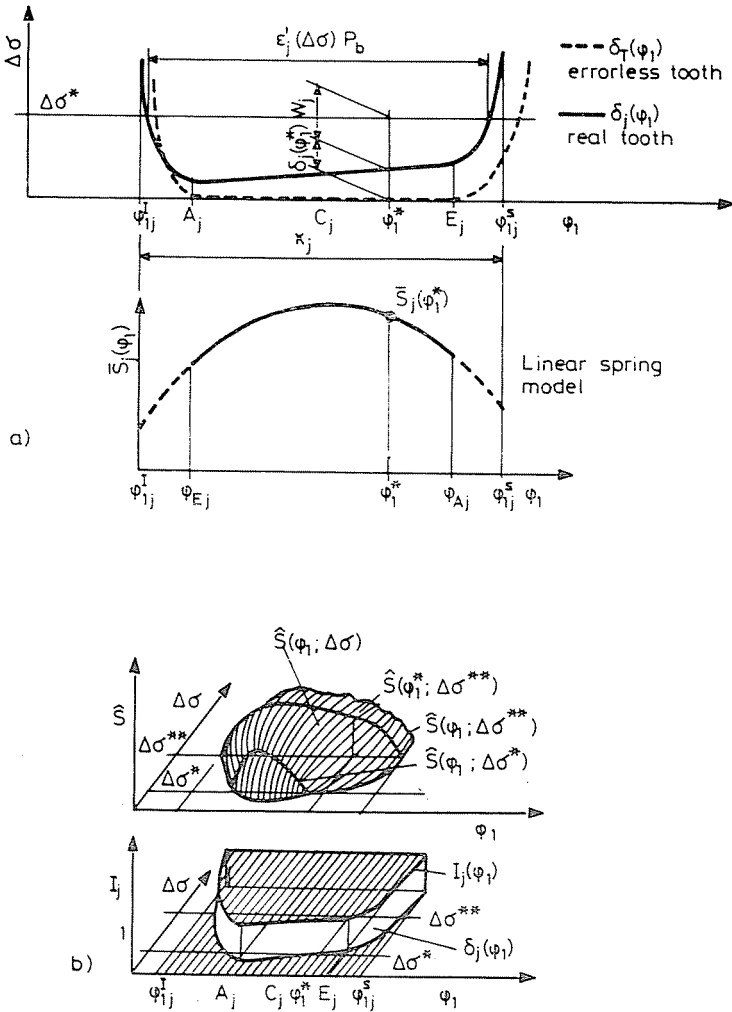 Δσ
ε'j (Δσ) Pb
δT(φ1)
errorless tooth
δj(φ1)
real tooth
Δσ*
δj(φ1*) Wj
φ1j^I Aj Cj φ1* Ej φ1j^s φ1
x̆j
S̄j(φ1)
S̄j(φ1*)
Linear spring
model
a)
φ1j^I φEj φ1* φAj φ1j^s φ1
Ŝ(φ1; Δσ)
Ŝ
Δσ
Ŝ(φ1*; Δσ**)
Ŝ(φ1; Δσ**)
Δσ**
Ŝ(φ1; Δσ*)
Δσ*
φ1
Ij
Δσ
Ij(φ1)
1
Δσ**
δj(φ1)
Δσ*
b)
φ1j^I Aj Cj φ1* Ej φ1j^s φ1